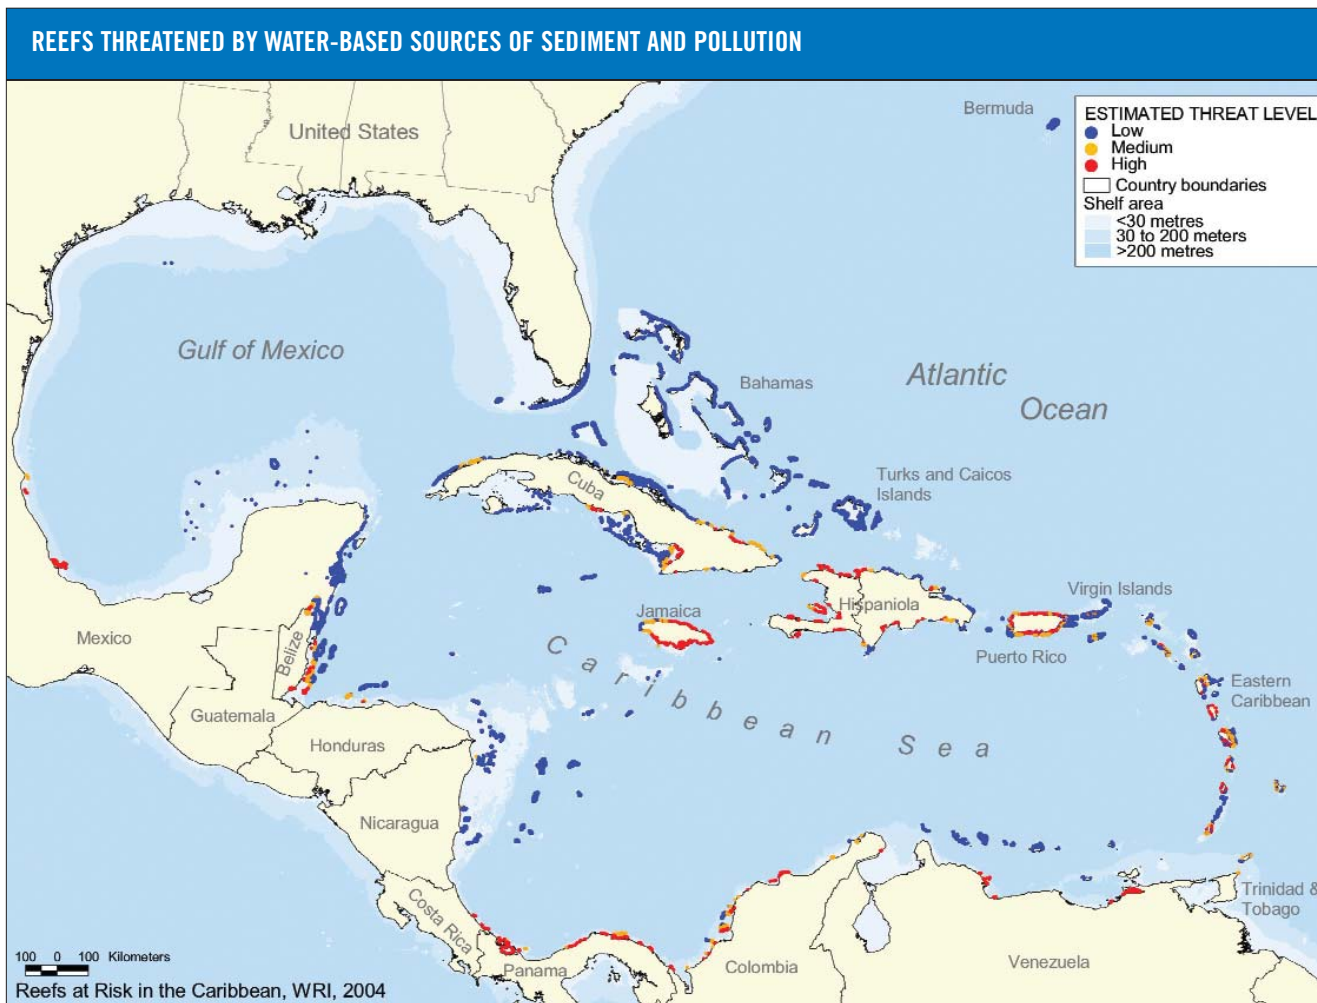 REEFS THREATENED BY WATER-BASED SOURCES OF SEDIMENT AND POLLUTION
Bermuda
ESTIMATED THREAT LEVEL
Low
Medium
High
Country boundaries
Shelf area
<30 metres
30 to 200 meters
>200 metres
United States
Gulf of Mexico
Bahamas
Atlantic
Ocean
Turks and Caicos
Islands
Cuba
Virgin Islands
Jamaica
Hispaniola
Mexico
Belize
Puerto Rico
Eastern
Caribbean
Guatemala
Caribbean Sea
Honduras
Nicaragua
Costa Rica
Trinidad &
Tobago
100 0 100 Kilometers
Panama
Colombia
Venezuela
Reefs at Risk in the Caribbean, WRI, 2004